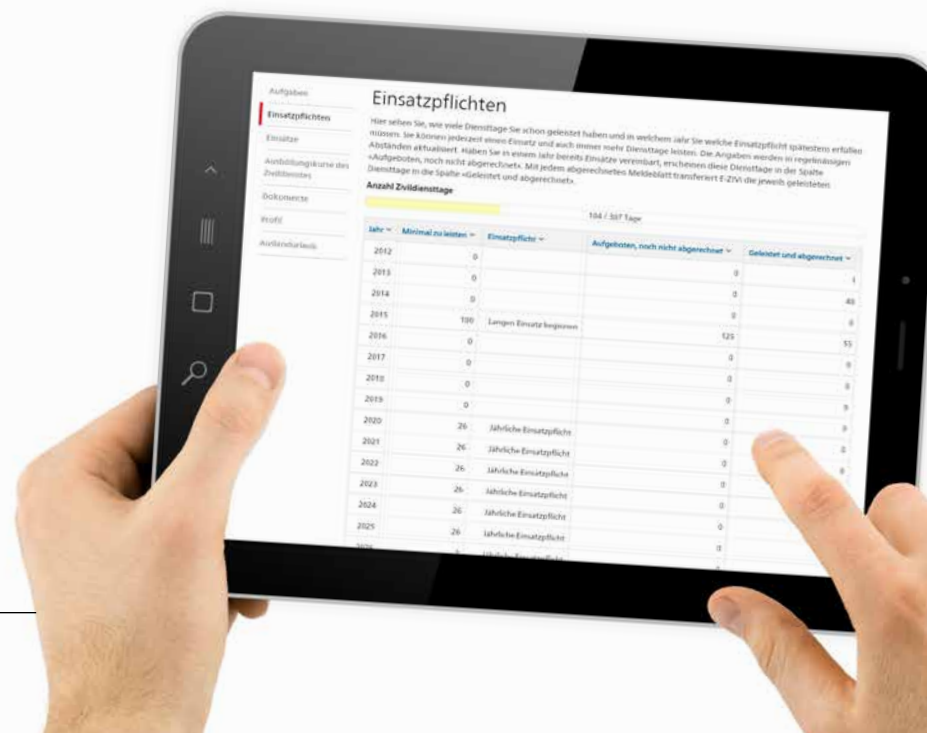 Aufgaben
Einsatzpflichten
Einsätze
Ausbildungskurse des
Zivildienstes
Dokumente
Profil
Auslandurlaub
Einsatzpflichten
Hier sehen Sie, wie viele Diensttage Sie schon geleistet haben und in welchem Jahr Sie welche Einsatzpflicht spätestens erfüllen
müssen. Sie können jederzeit einen Einsatz und auch immer mehr Diensttage leisten. Die Angaben werden in regelmässigen
Abständen aktualisiert. Haben Sie in einem Jahr bereits Einsätze vereinbart, erscheinen diese Diensttage in der Spalte
«Aufgeboten, noch nicht abgerechnet». Mit jedem abgerechneten Meldeblatt transferiert E-ZIVI die jeweils geleisteten
Diensttage in die Spalte «Geleistet und abgerechnet».
Anzahl Zivildiensttage
104 / 307 Tage
Jahr Minimal zu leisten Einsatzpflicht Aufgeboten, noch nicht abgerechnet Geleistet und abgerechnet
2012 0 0
2013 0 0 40
2014 0 0 0
2015 100 Langen Einsatz beginnen 125 55
2016 0 0 0
2017 0 0 0
2018 0 0 9
2019 0 0 0
2020 26 Jährliche Einsatzpflicht 0 0
2021 26 Jährliche Einsatzpflicht 0 0
2022 26 Jährliche Einsatzpflicht 0
2023 26 Jährliche Einsatzpflicht 0
2024 26 Jährliche Einsatzpflicht 0
2025 26 Jährliche Einsatzpflicht 0